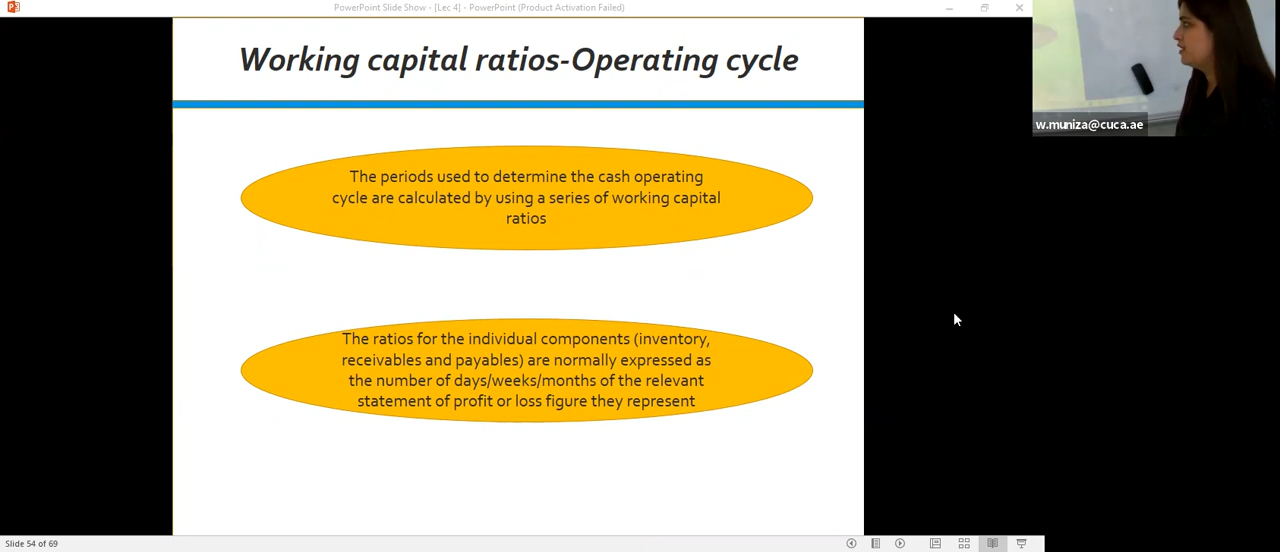 PowerPoint Slide Show - [Lec 4] - PowerPoint (Product Activation Failed)
w.muniza@cuca.ae
Working capital ratios-Operating cycle
The periods used to determine the cash operating
cycle are calculated by using a series of working capital
ratios
The ratios for the individual components (inventory,
receivables and payables) are normally expressed as
the number of days/weeks/months of the relevant
statement of profit or loss figure they represent
Slide 54 of 69